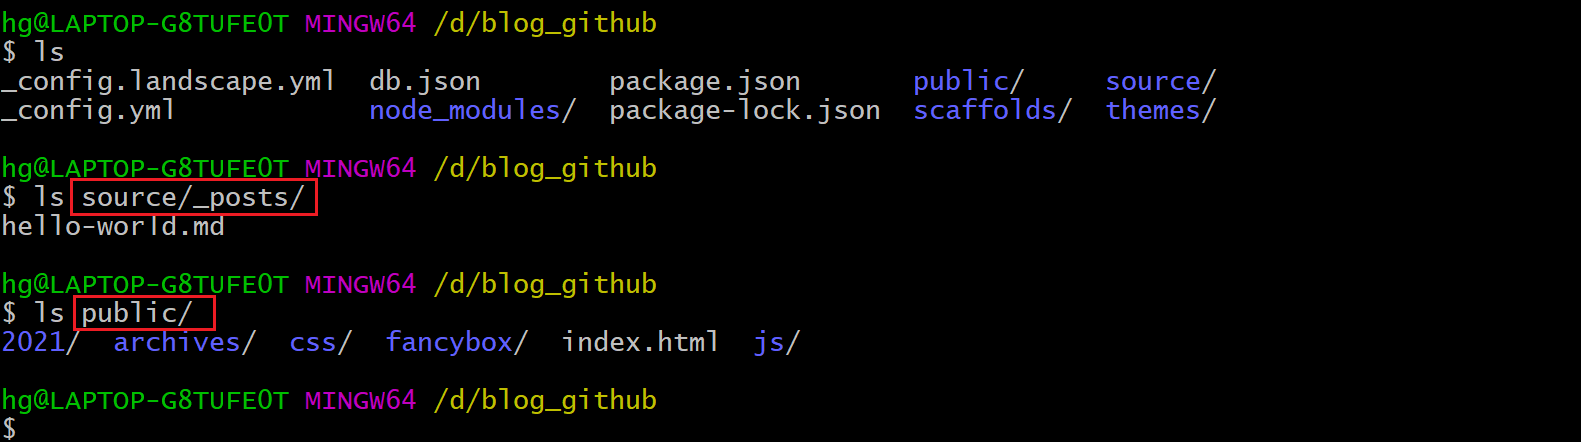 hg@LAPTOP-G8TUFE0T MINGW64 /d/blog_github
$ ls
_config.landscape.yml  db.json        package.json       public/     source/
_config.yml            node_modules/  package-lock.json  scaffolds/  themes/
hg@LAPTOP-G8TUFE0T MINGW64 /d/blog_github
$ ls source/_posts/
hello-world.md
hg@LAPTOP-G8TUFE0T MINGW64 /d/blog_github
$ ls public/
2021/  archives/  css/  fancybox/  index.html  js/
hg@LAPTOP-G8TUFE0T MINGW64 /d/blog_github
$